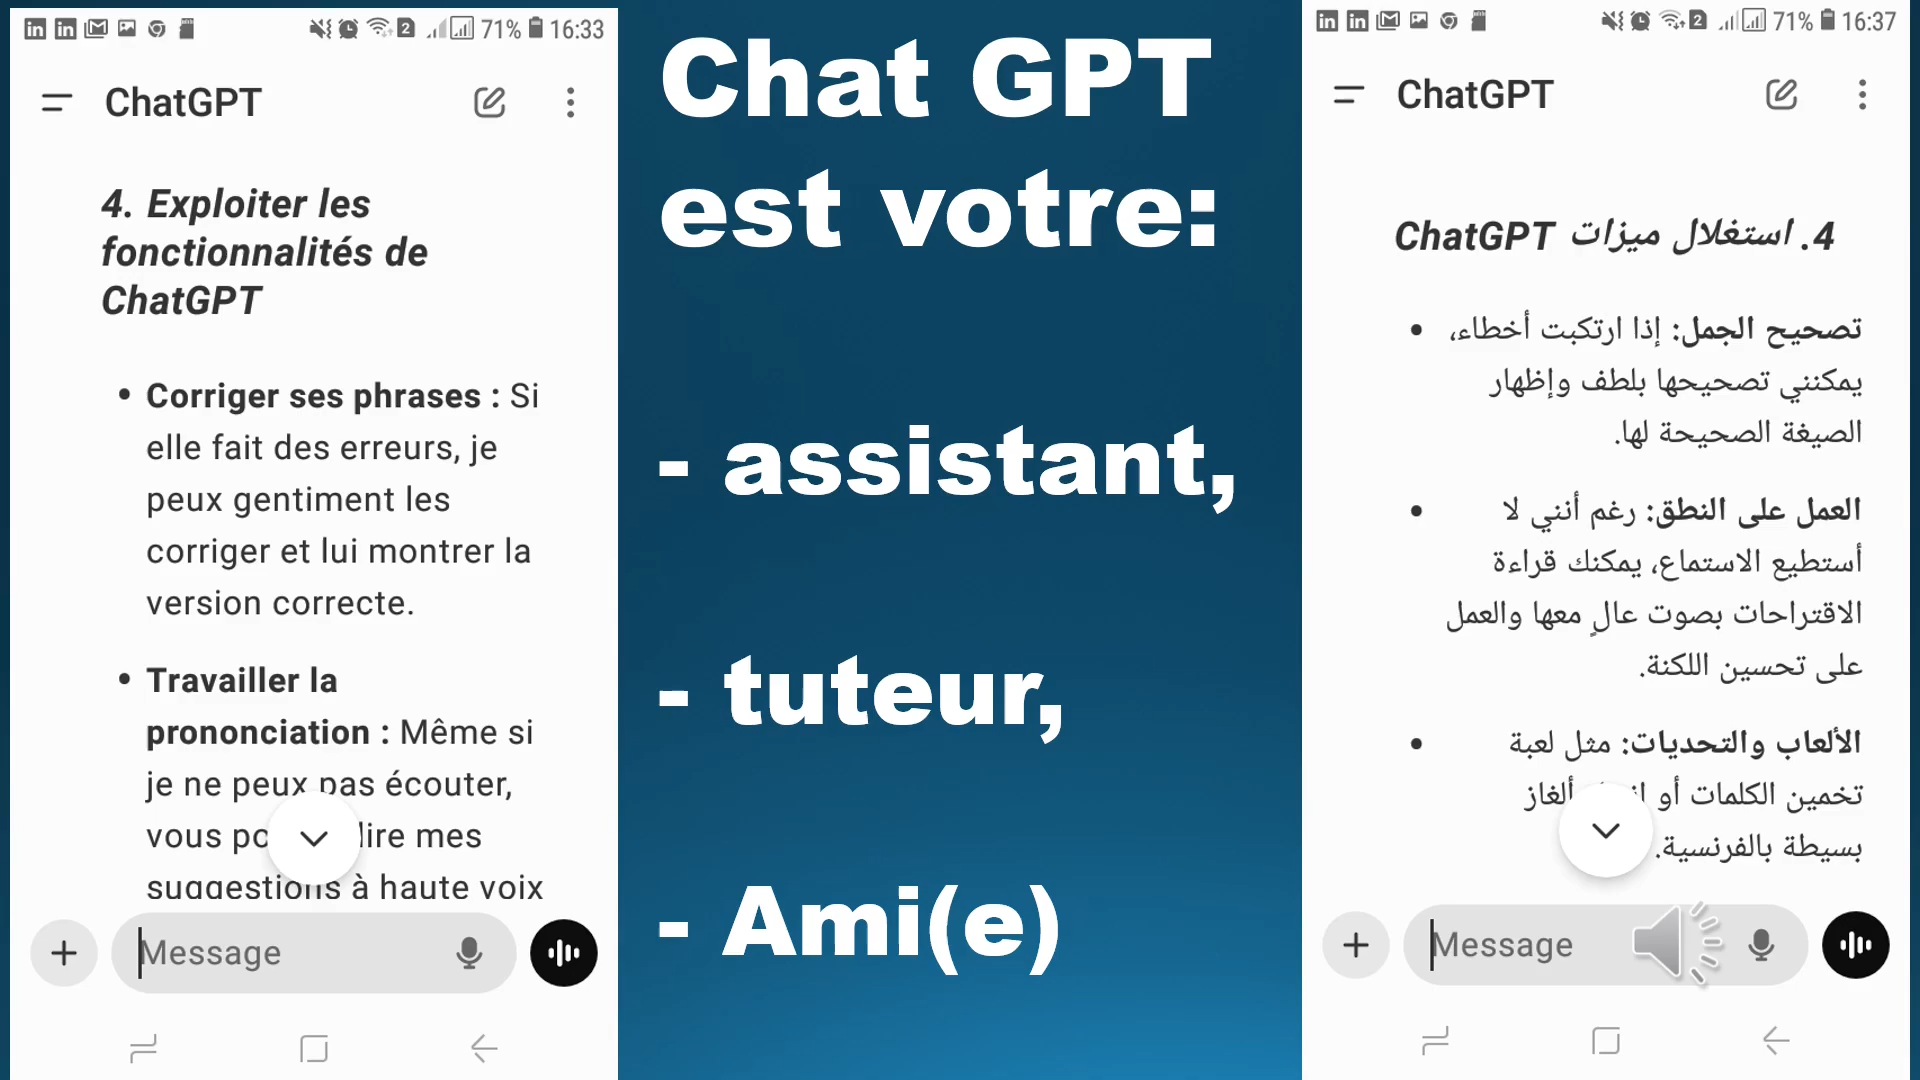 71% 16:33
ChatGPT
4. Exploiter les
fonctionnalités de
ChatGPT
• Corriger ses phrases : Si
elle fait des erreurs, je
peux gentiment les
corriger et lui montrer la
version correcte.
• Travailler la
prononciation : Même si
je ne peux pas écouter,
vous lire mes
suggestions à haute voix
Message
Chat GPT
est votre:
- assistant,
- tuteur,
- Ami(e)
71% 16:37
ChatGPT
4. استغلال ميزات ChatGPT
• تصحيح الجمل: إذا ارتكبت أخطاء،
يمكنني تصحيحها بلطف وإظهار
الصيغة الصحيحة لها.
• العمل على النطق: رغم أنني لا
أستطيع الاستماع، يمكنك قراءة
الاقتراحات بصوت عالٍ معها والعمل
على تحسين اللكنة.
• الألعاب والتحديات: مثل لعبة
تخمين الكلمات أو ألغاز
بسيطة بالفرنسية.
Message